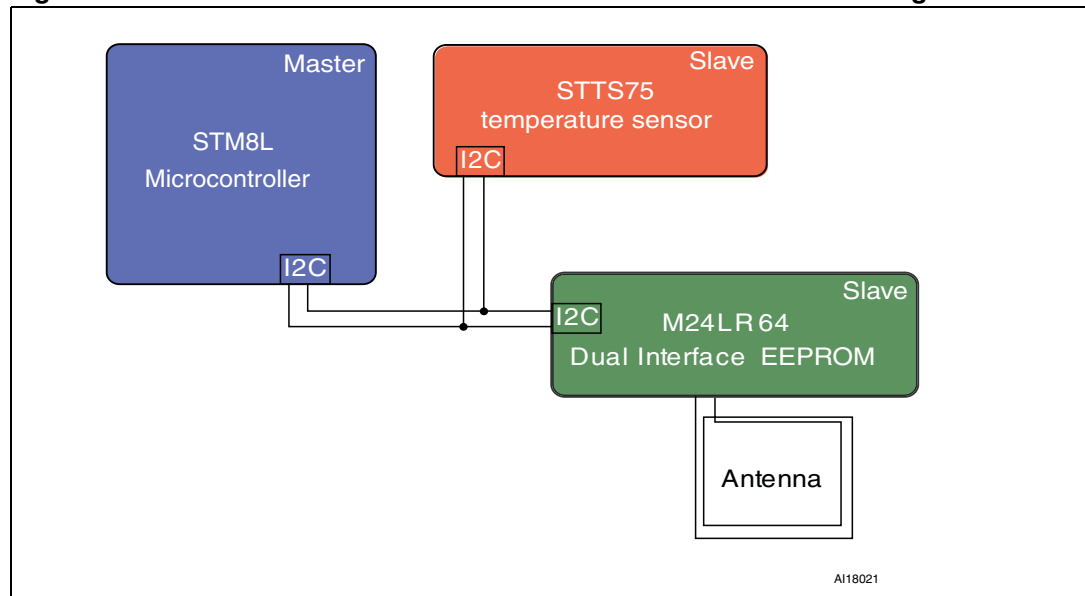 Master
STM8L
Microcontroller
I2C
Slave
STTS75
temperature sensor
I2C
Slave
I2C
M24LR64
Dual Interface EEPROM
Antenna
AI18021